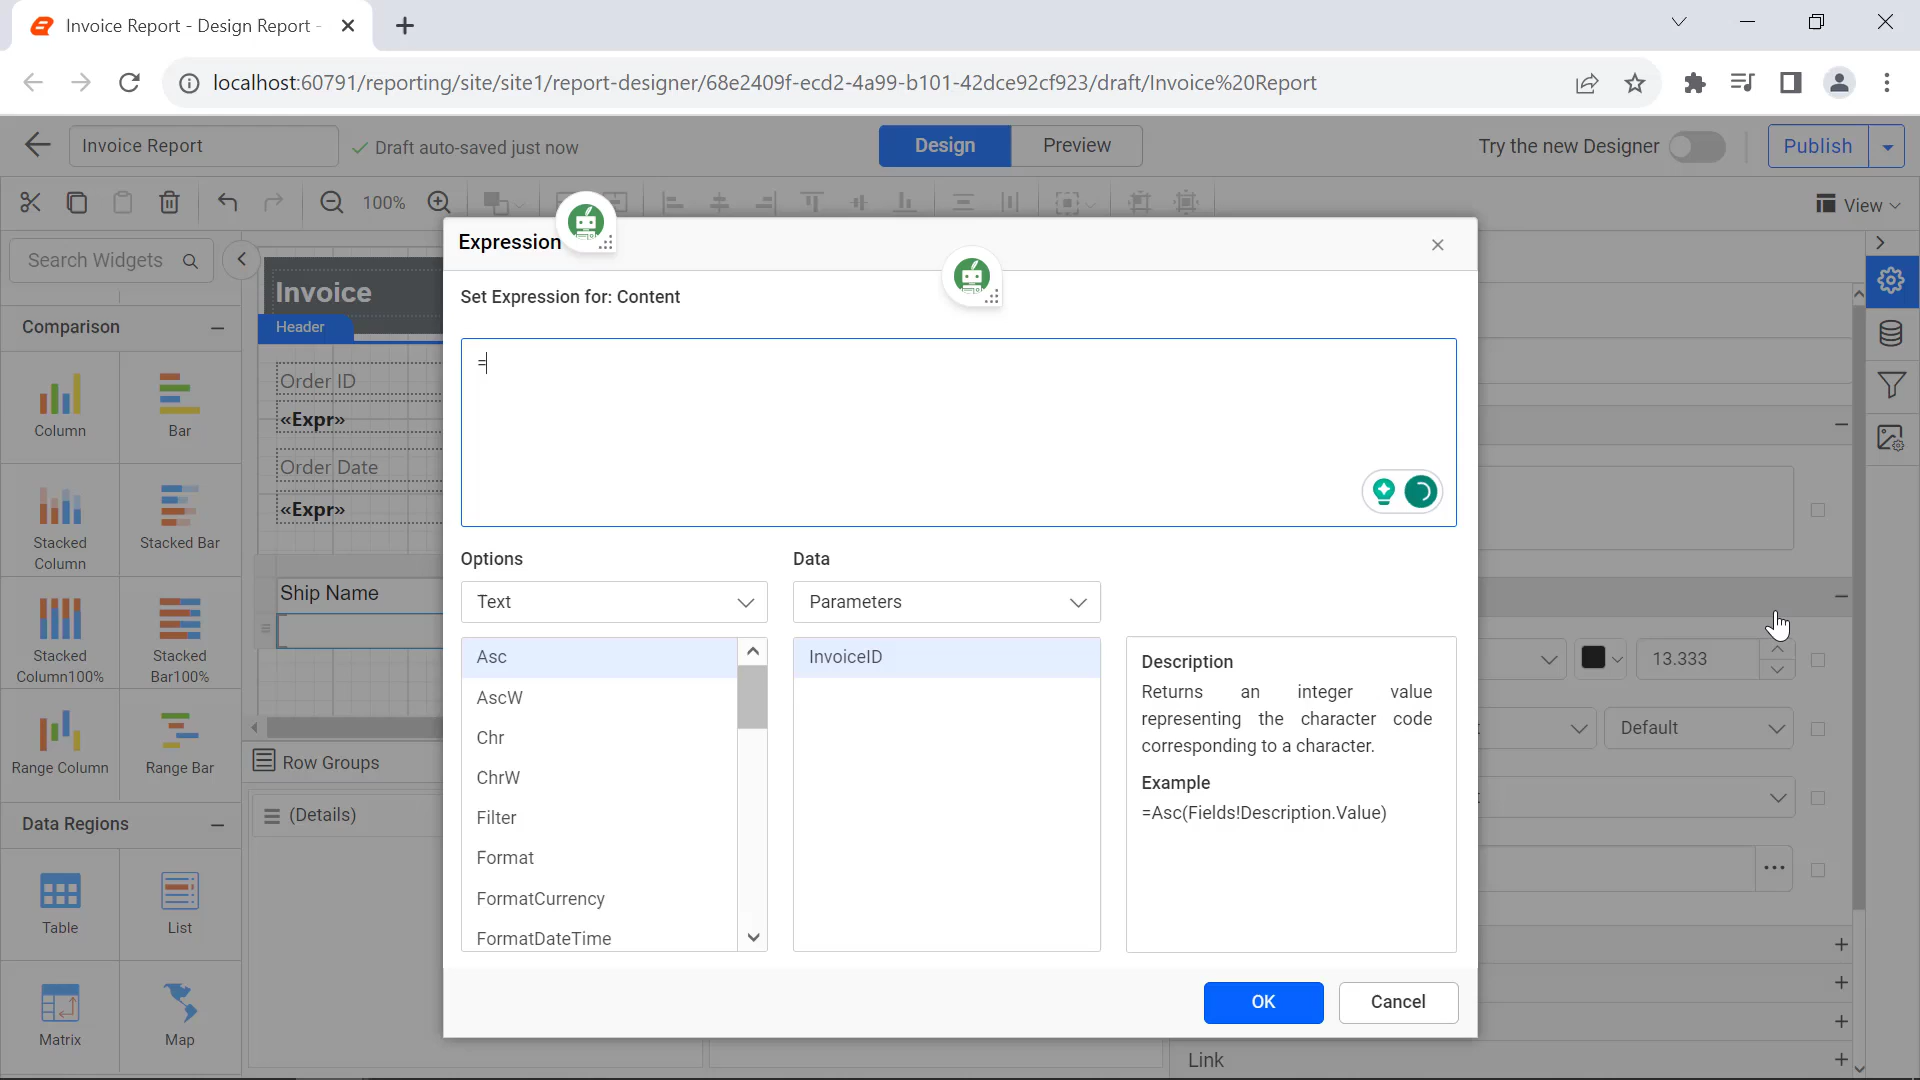 Invoice Report - Design Report -
localhost:60791/reporting/site/site1/report-designer/68e2409f-ecd2-4a99-b101-42dce92cf923/draft/Invoice%20Report
Invoice Report
Draft auto-saved just now
Design
Preview
Try the new Designer
Publish
100%
View
Search Widgets
Comparison
Column
Bar
Stacked
Column
Stacked Bar
Stacked
Column100%
Stacked
Bar100%
Range Column
Range Bar
Data Regions
Table
List
Matrix
Map
Invoice
Header
Order ID
«Expr»
Order Date
«Expr»
Ship Name
Row Groups
(Details)
Expression
Set Expression for: Content
=
Options
Data
Text
Parameters
Asc
AscW
Chr
ChrW
Filter
Format
FormatCurrency
FormatDateTime
InvoiceID
Description
Returns an integer value
representing the character code
corresponding to a character.
Example
=Asc(Fields!Description.Value)
OK
Cancel
13.333
Default
Link